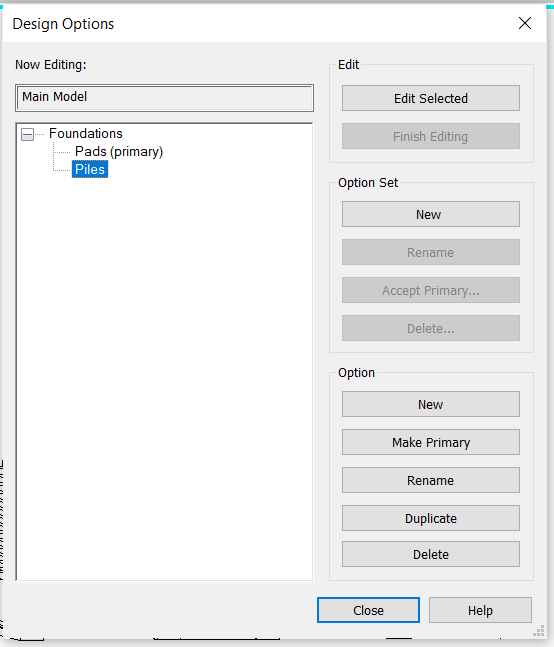 Design Options
Now Editing:
Main Model
Foundations
Pads (primary)
Piles
Edit
Edit Selected
Finish Editing
Option Set
New
Rename
Accept Primary...
Delete...
Option
New
Make Primary
Rename
Duplicate
Delete
Close
Help